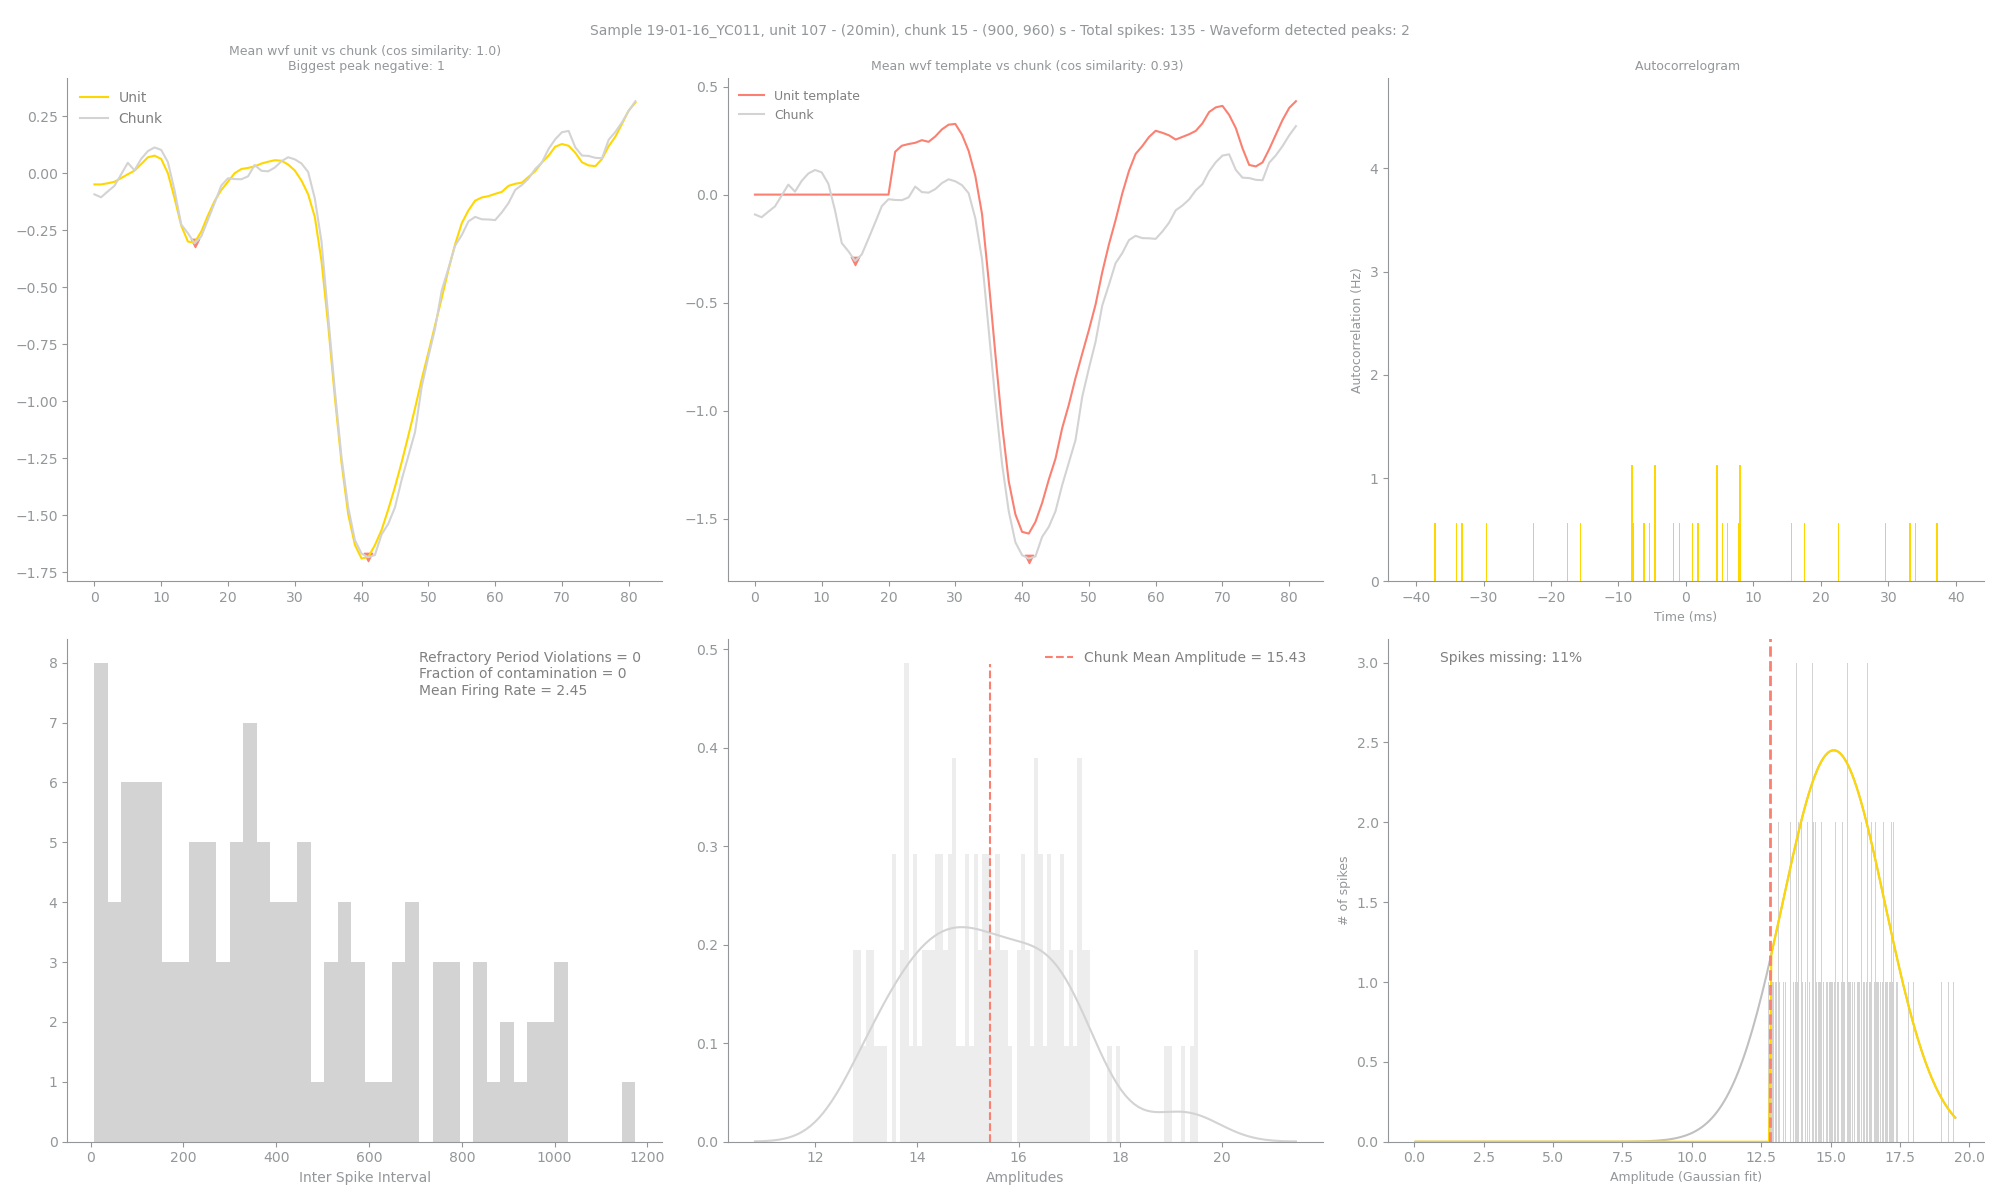 Sample 19-01-16_YC011, unit 107 - (20min), chunk 15 - (900, 960) s - Total spikes: 135 - Waveform detected peaks: 2
Mean wvf unit vs chunk (cos similarity: 1.0)
Biggest peak negative: 1
Unit
Chunk
0.25
0.00
−0.25
−0.50
−0.75
−1.00
−1.25
−1.50
−1.75
0 10 20 30 40 50 60 70 80
Mean wvf template vs chunk (cos similarity: 0.93)
Unit template
Chunk
0.5
0.0
−0.5
−1.0
−1.5
0 10 20 30 40 50 60 70 80
Autocorrelogram
Autocorrelation (Hz)
4
3
2
1
0
−40 −30 −20 −10 0 10 20 30 40
Time (ms)
Refractory Period Violations = 0
Fraction of contamination = 0
Mean Firing Rate = 2.45
8
7
6
5
4
3
2
1
0
0 200 400 600 800 1000 1200
Inter Spike Interval
Chunk Mean Amplitude = 15.43
0.5
0.4
0.3
0.2
0.1
0.0
12 14 16 18 20
Amplitudes
Spikes missing: 11%
# of spikes
3.0
2.5
2.0
1.5
1.0
0.5
0.0
0.0 2.5 5.0 7.5 10.0 12.5 15.0 17.5 20.0
Amplitude (Gaussian fit)